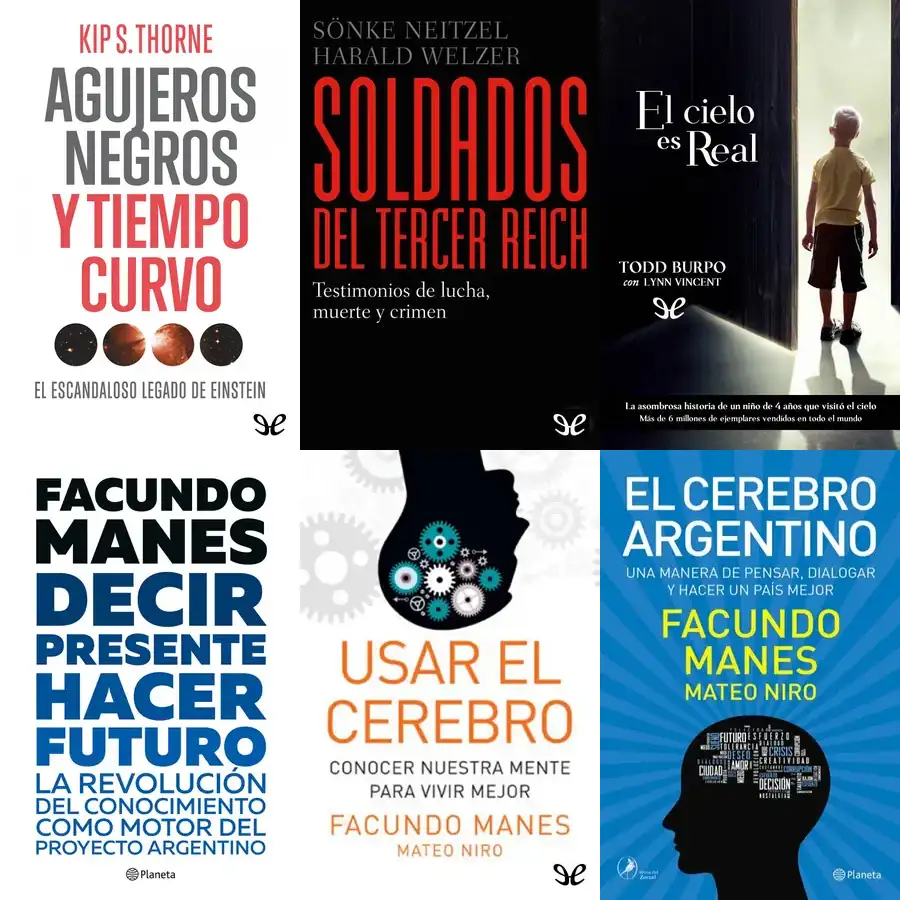 KIP S. THORNE
AGUJEROS
NEGROS
Y TIEMPO
CURVO
EL ESCANDALOSO LEGADO DE EINSTEIN
SÖNKE NEITZEL
HARALD WELZER
SOLDADOS
DEL TERCER REICH
Testimonios de lucha,
muerte y crimen
El cielo
es Real
TODD BURPO
con LYNN VINCENT
La asombrosa historia de un niño de 4 años que visitó el cielo
Más de 6 millones de ejemplares vendidos en todo el mundo
FACUNDO
MANES
DECIR
PRESENTE
HACER
FUTURO
LA REVOLUCIÓN
DEL CONOCIMIENTO
COMO MOTOR DEL
PROYECTO ARGENTINO
Planeta
USAR EL
CEREBRO
CONOCER NUESTRA MENTE
PARA VIVIR MEJOR
FACUNDO MANES
MATEO NIRO
EL CEREBRO
ARGENTINO
UNA MANERA DE PENSAR, DIALOGAR
Y HACER UN PAÍS MEJOR
FACUNDO
MANES
MATEO NIRO
FUTURO
ESFUERZO
TOLERANCIA
DESEO
CRISIS
CREATIVIDAD
AMOR
CIUDAD
CORRUPCIÓN
DECISIÓN
NOSTALGIA
Planeta